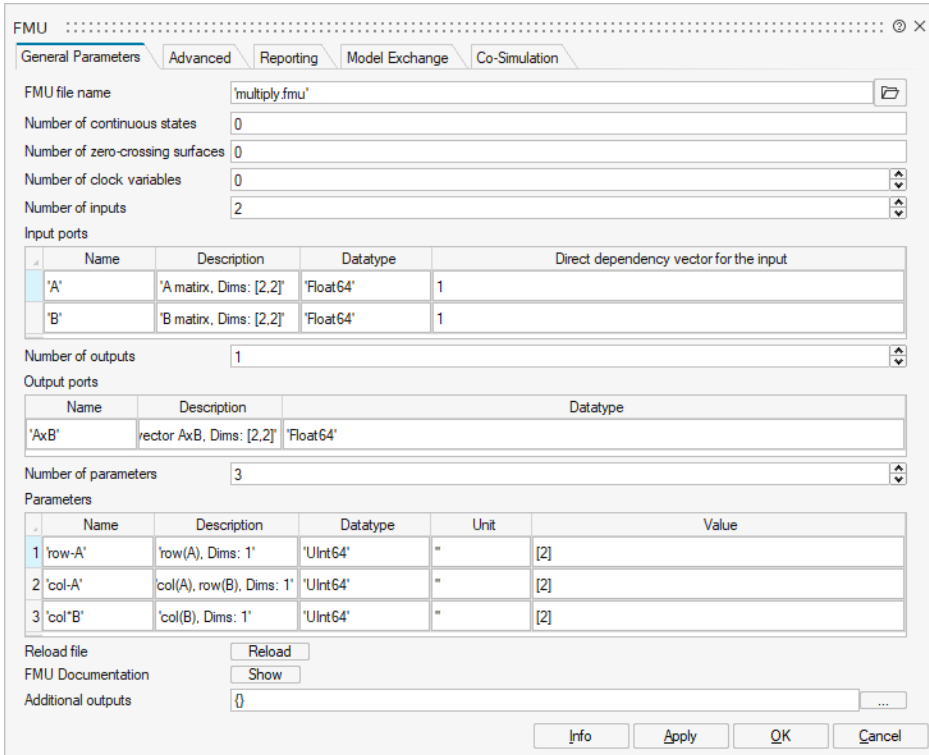 FMU
General Parameters Advanced Reporting Model Exchange Co-Simulation
FMU file name 'multiply.fmu'
Number of continuous states 0
Number of zero-crossing surfaces 0
Number of clock variables 0
Number of inputs 2
Input ports
Name Description Datatype Direct dependency vector for the input
'A' 'A matirx, Dims: [2,2]' 'Float64' 1
'B' 'B matirx, Dims: [2,2]' 'Float64' 1
Number of outputs 1
Output ports
Name Description Datatype
'AxB' vector AxB, Dims: [2,2]' 'Float64'
Number of parameters 3
Parameters
Name Description Datatype Unit Value
1 'row-A' 'row(A), Dims: 1' 'UInt64' '' [2]
2 'col-A' 'col(A), row(B), Dims: 1' 'UInt64' '' [2]
3 'col*B' 'col(B), Dims: 1' 'UInt64' '' [2]
Reload file Reload
FMU Documentation Show
Additional outputs {} ...
Info Apply OK Cancel